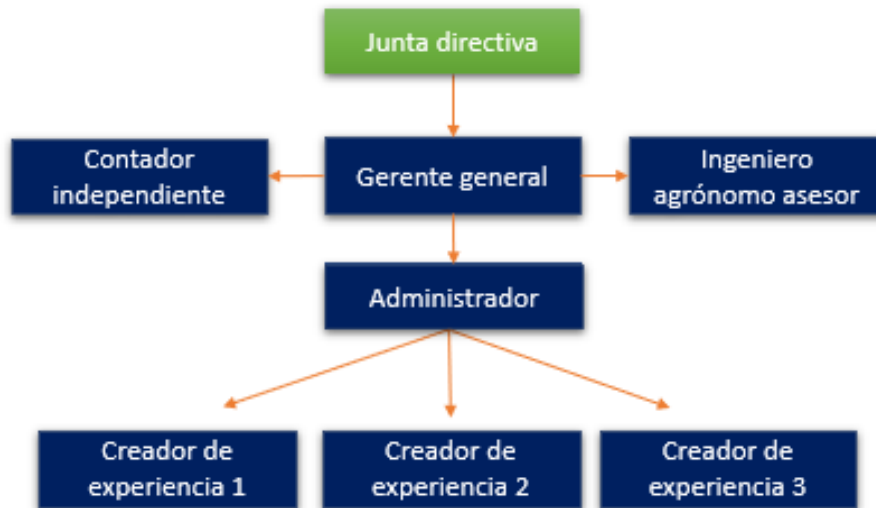 Junta directiva
Contador
independiente
Gerente general
Ingeniero
agrónomo asesor
Administrador
Creador de
experiencia 1
Creador de
experiencia 2
Creador de
experiencia 3